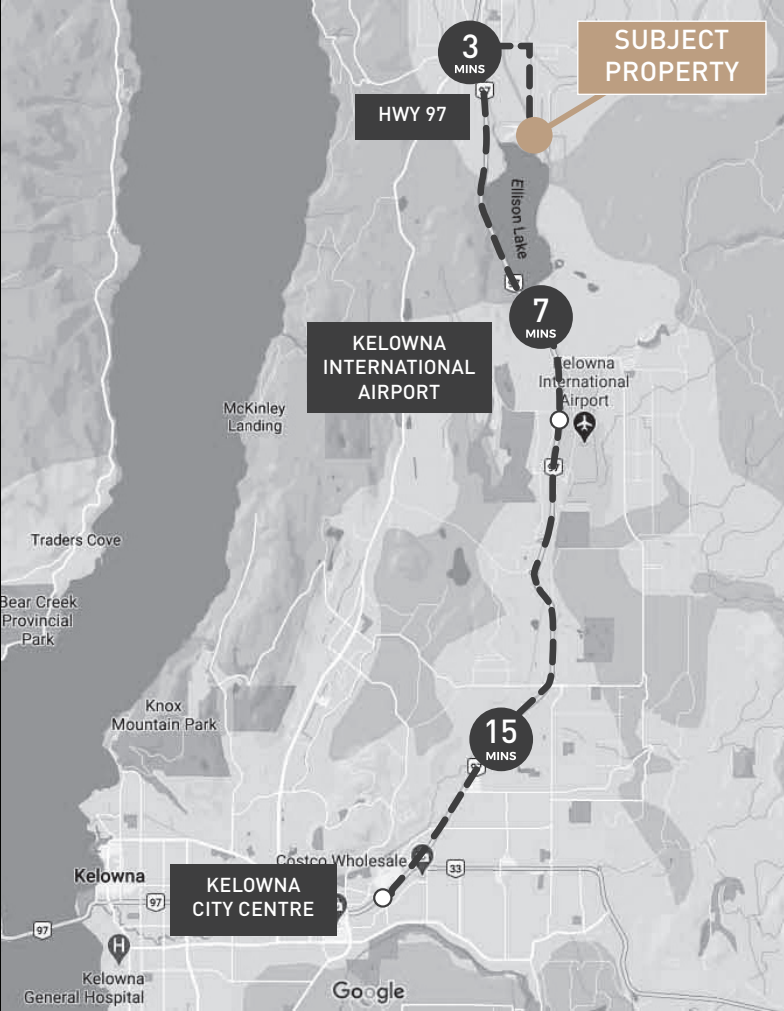 3
MINS
SUBJECT
PROPERTY
97
HWY 97
Ellison Lake
97
7
MINS
KELOWNA
INTERNATIONAL
AIRPORT
Kelowna
International
Airport
McKinley
Landing
97
Traders Cove
Bear Creek
Provincial
Park
Knox
Mountain Park
15
MINS
97
Costco Wholesale
33
Kelowna
KELOWNA
CITY CENTRE
97
97
H
Kelowna
General Hospital
Google